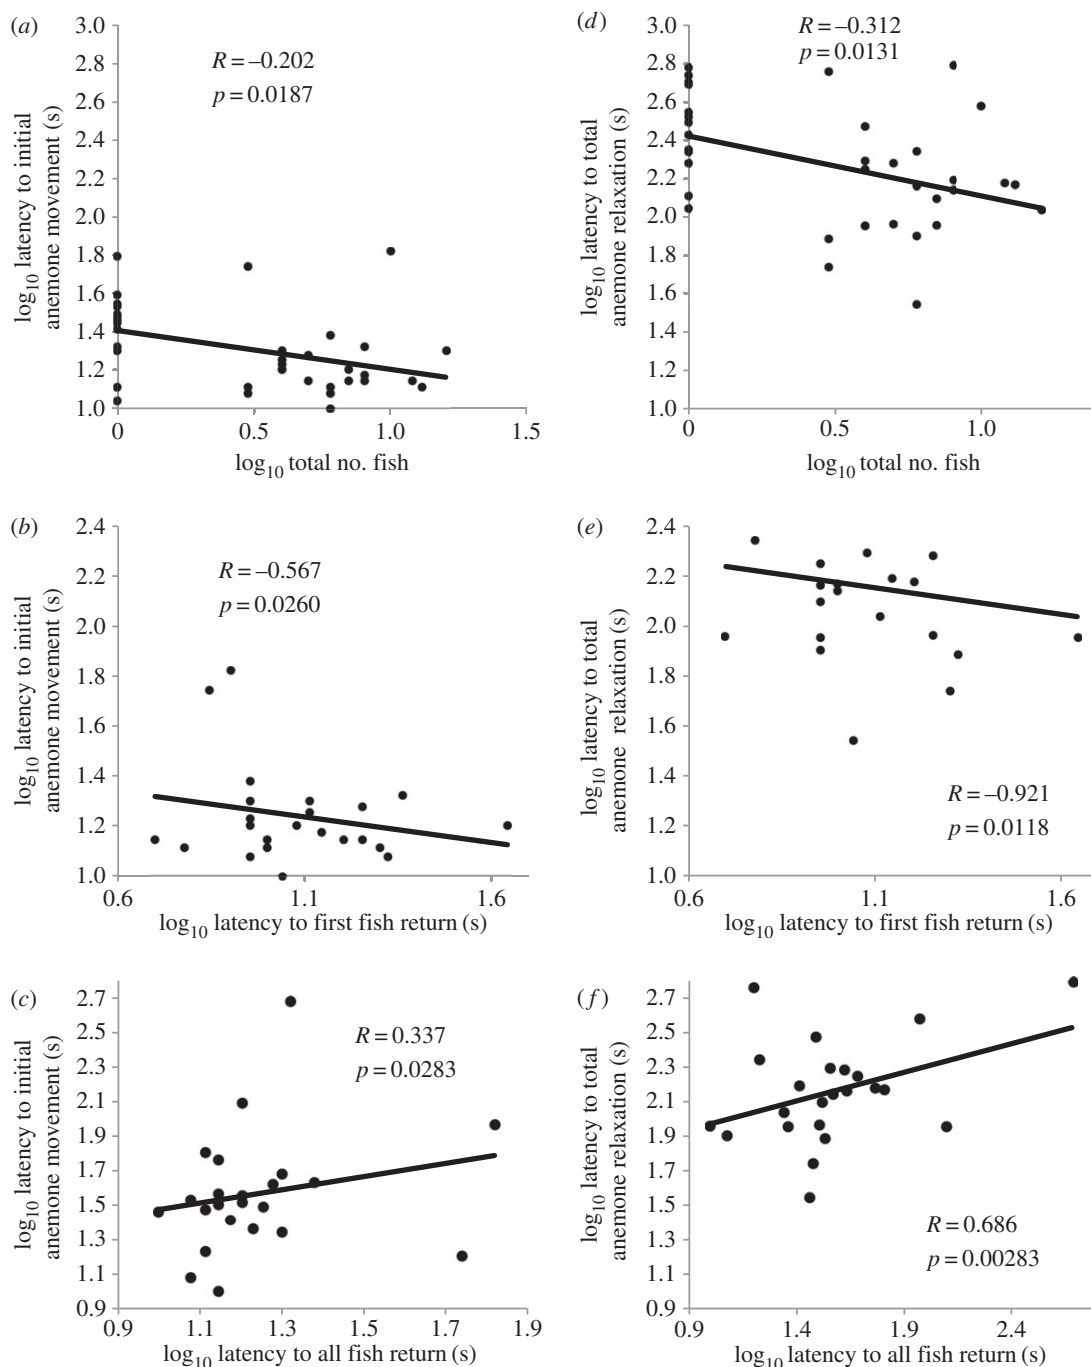 (a)
3.0
2.8
2.6
2.4
2.2
2.0
1.8
1.6
1.4
1.2
1.0
R = –0.202
p = 0.0187
log10 latency to initial
anemone movement (s)
0 0.5 1.0 1.5
log10 total no. fish
(d)
3.0
2.8
2.6
2.4
2.2
2.0
1.8
1.6
1.4
1.2
1.0
R = –0.312
p = 0.0131
log10 latency to total
anemone relaxation (s)
0 0.5 1.0
log10 total no. fish
(b)
2.4
2.2
2.0
1.8
1.6
1.4
1.2
1.0
R = –0.567
p = 0.0260
log10 latency to initial
anemone movement (s)
0.6 1.1 1.6
log10 latency to first fish return (s)
(e)
2.4
2.2
2.0
1.8
1.6
1.4
1.2
1.0
R = –0.921
p = 0.0118
log10 latency to total
anemone relaxation (s)
0.6 1.1 1.6
log10 latency to first fish return (s)
(c)
2.7
2.5
2.3
2.1
1.9
1.7
1.5
1.3
1.1
0.9
R = 0.337
p = 0.0283
log10 latency to initial
anemone movement (s)
0.9 1.1 1.3 1.5 1.7 1.9
log10 latency to all fish return (s)
(f)
2.7
2.5
2.3
2.1
1.9
1.7
1.5
1.3
1.1
0.9
R = 0.686
p = 0.00283
log10 latency to total
anemone relaxation (s)
0.9 1.4 1.9 2.4
log10 latency to all fish return (s)